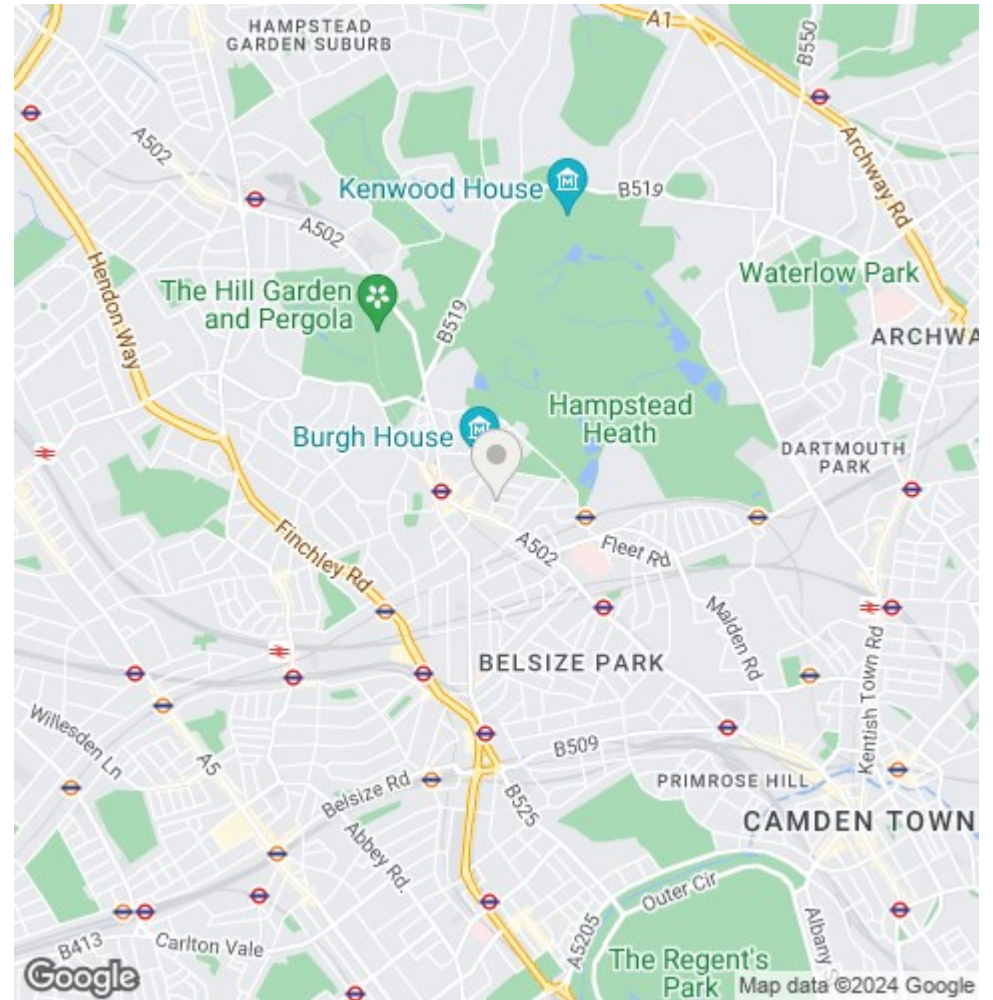 HAMPSTEAD
GARDEN SUBURB
A1
B550
A502
Archway Rd
Kenwood House
B519
A502
Hendon Way
The Hill Garden
and Pergola
B519
Waterlow Park
ARCHWA
Hampstead
Heath
Burgh House
DARTMOUTH
PARK
Finchley Rd
A502
Fleet Rd
Malden Rd
BELSIZE PARK
Kentish Town Rd
Willesden Ln
A5
B509
PRIMROSE HILL
Belsize Rd
B525
Abbey Rd.
CAMDEN TOWN
Outer Cir
B413
Carlton Vale
A5205
Albany S
The Regent's
Park
Google
Map data ©2024 Google